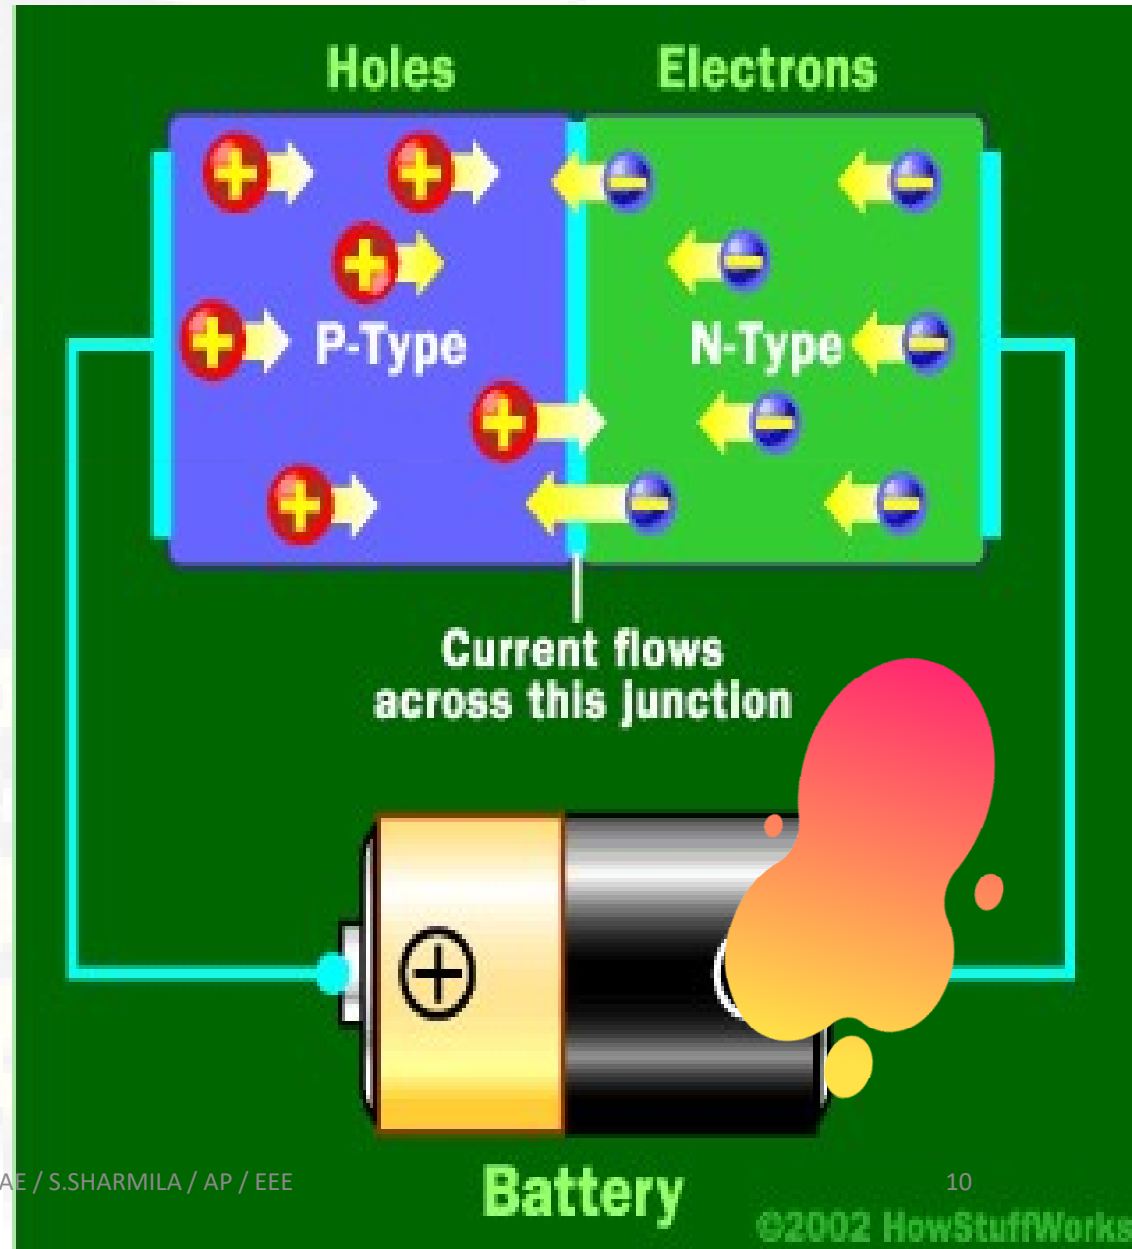 Holes Electrons
P-Type N-Type
Current flows
across this junction
Battery
AE / S.SHARMILA / AP / EEE
10
©2002 HowStuffWorks